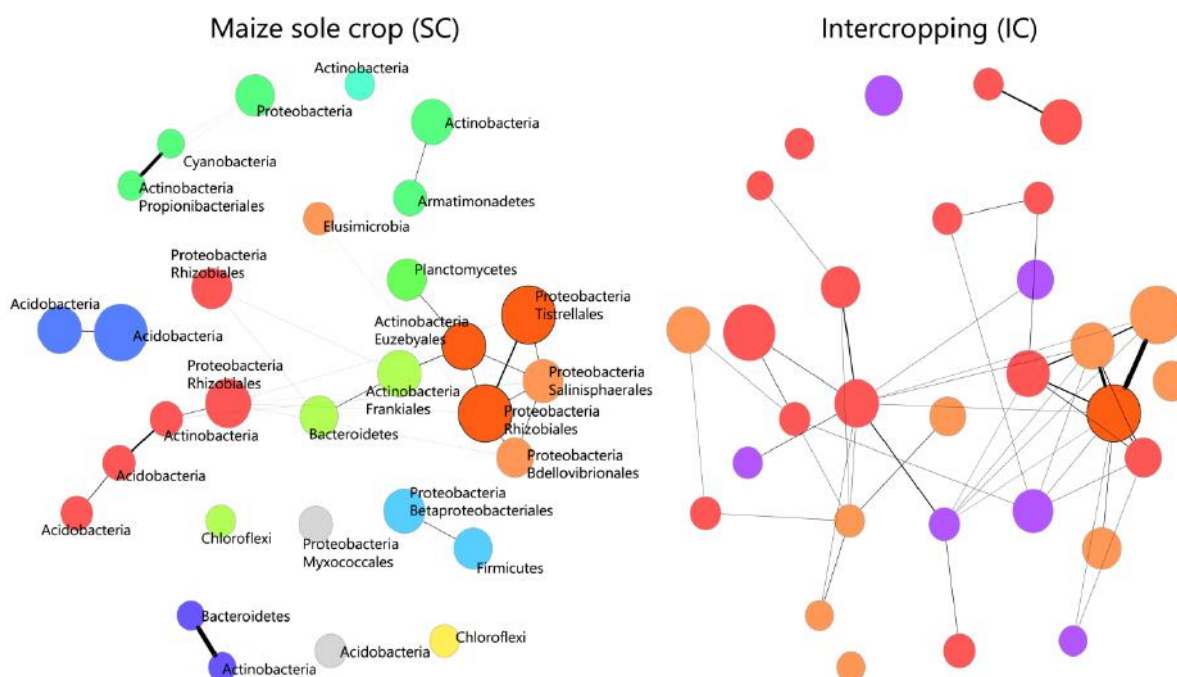 Maize sole crop (SC)
Intercropping (IC)
Actinobacteria
Proteobacteria
Actinobacteria
Cyanobacteria
Actinobacteria
Propionibacteriales
Armatimonadetes
Elusimicrobia
Proteobacteria
Rhizobiales
Planctomycetes
Acidobacteria
Acidobacteria
Proteobacteria
Tistrellales
Actinobacteria
Euzebyales
Proteobacteria
Rhizobiales
Proteobacteria
Salinisphaerales
Actinobacteria
Frankiales
Proteobacteria
Rhizobiales
Actinobacteria
Bacteroidetes
Proteobacteria
Bdellovibrionales
Acidobacteria
Acidobacteria
Proteobacteria
Betaproteobacteriales
Chloroflexi
Proteobacteria
Myxococcales
Firmicutes
Bacteroidetes
Actinobacteria
Acidobacteria
Chloroflexi